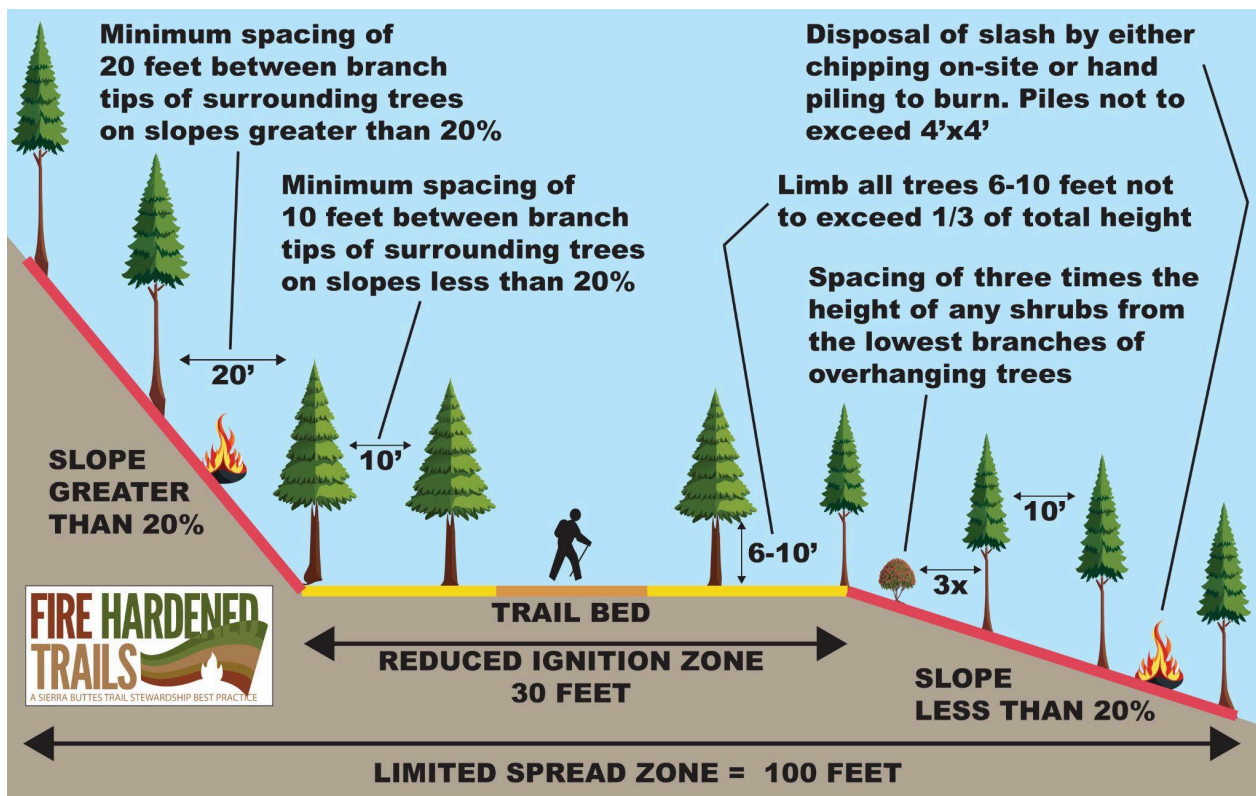 Minimum spacing of
20 feet between branch
tips of surrounding trees
on slopes greater than 20%
Minimum spacing of
10 feet between branch
tips of surrounding trees
on slopes less than 20%
Disposal of slash by either
chipping on-site or hand
piling to burn. Piles not to
exceed 4'x4'
Limb all trees 6-10 feet not
to exceed 1/3 of total height
Spacing of three times the
height of any shrubs from
the lowest branches of
overhanging trees
20'
10'
6-10'
3x
10'
SLOPE
GREATER
THAN 20%
TRAIL BED
REDUCED IGNITION ZONE
30 FEET
SLOPE
LESS THAN 20%
FIRE HARDENED
TRAILS
A SIERRA BUTTES TRAIL STEWARDSHIP BEST PRACTICE
LIMITED SPREAD ZONE = 100 FEET